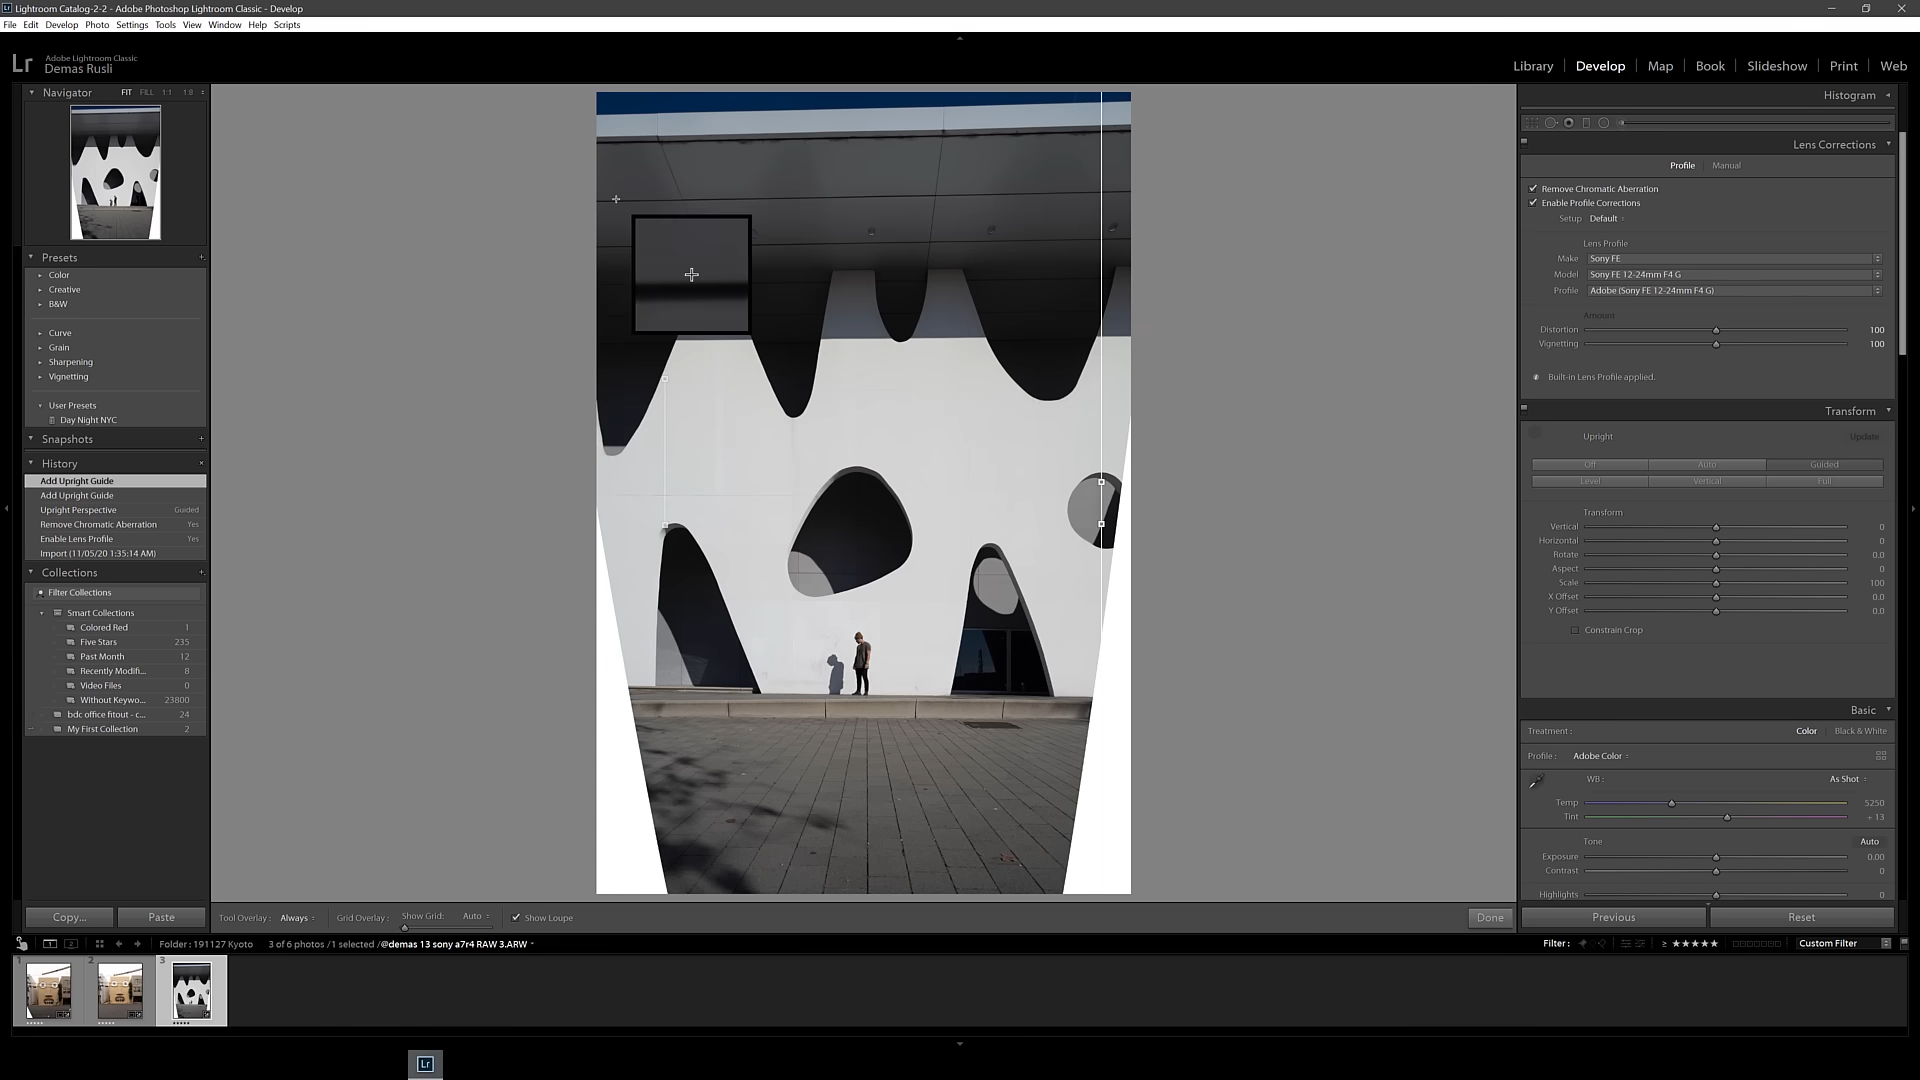 Lightroom Catalog-2-2 - Adobe Photoshop Lightroom Classic - Develop
File Edit Develop Photo Settings Tools View Window Help Scripts
Lr
Adobe Lightroom Classic
Demas Rusli
Library | Develop | Map | Book | Slideshow | Print | Web
Navigator FIT FILL 1:1 1:8
Presets
Color
Creative
B&W
Curve
Grain
Sharpening
Vignetting
User Presets
Day Night NYC
Snapshots +
History ×
Add Upright Guide
Add Upright Guide
Upright Perspective Guided
Remove Chromatic Aberration Yes
Enable Lens Profile Yes
Import (11/05/20 1:35:14 AM)
Collections +
Filter Collections
Smart Collections
Colored Red 1
Five Stars 235
Past Month 12
Recently Modifi... 8
Video Files 0
Without Keywo... 23800
bdc office fitout - c... 24
My First Collection 2
Copy... Paste
Histogram
Lens Corrections
Profile Manual
Remove Chromatic Aberration
Enable Profile Corrections
Setup Default
Lens Profile
Make Sony FE
Model Sony FE 12-24mm F4 G
Profile Adobe (Sony FE 12-24mm F4 G)
Amount
Distortion 100
Vignetting 100
Built-in Lens Profile applied.
Transform
Upright Update
Off Auto Guided
Level Vertical Full
Transform
Vertical 0
Horizontal 0
Rotate 0.0
Aspect 0
Scale 100
X Offset 0.0
Y Offset 0.0
Constrain Crop
Basic
Treatment : Color Black & White
Profile : Adobe Color
WB : As Shot
Temp 5250
Tint + 13
Tone Auto
Exposure 0.00
Contrast 0
Highlights 0
Previous Reset
Tool Overlay : Always Grid Overlay : Show Grid: Auto Show Loupe Done
1 2 Folder : 191127 Kyoto 3 of 6 photos /1 selected /@demas 13 sony a7r4 RAW 3.ARW
Filter : ≥ ★★★★★ Custom Filter
1 2 3
Lr